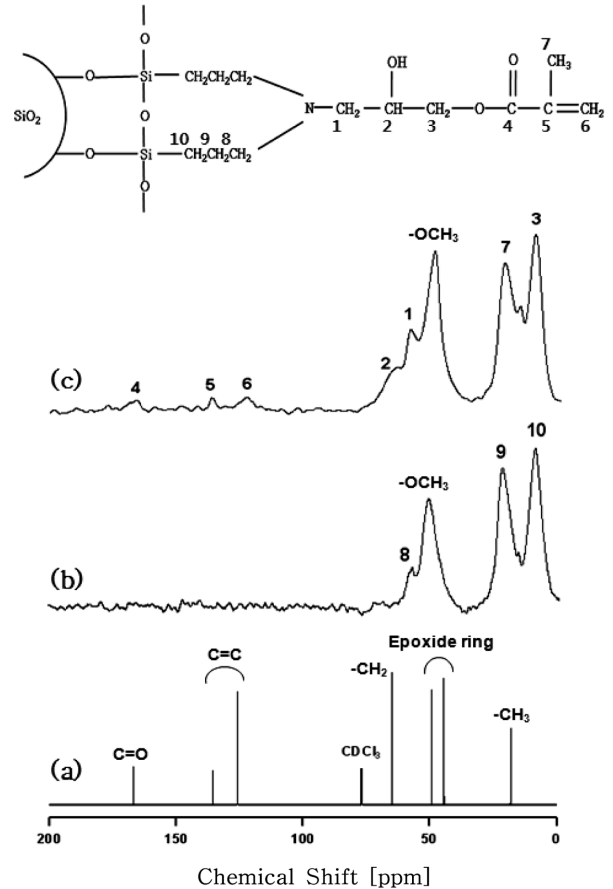 O
O
OH
O
7
CH₃
O
Si
CH₂CH₂CH₂
SiO₂
O
N
CH₂
CH
CH₂
O
C
C
CH₂
1
2
3
4
5
6
O
Si
10 9 8
CH₂CH₂CH₂
O
-OCH₃
3
7
1
2
(c)
4
5
6
10
9
-OCH₃
8
(b)
C=C
Epoxide ring
-CH₂
-CH₃
C=O
CDCl₃
(a)
200 150 100 50 0
Chemical Shift [ppm]